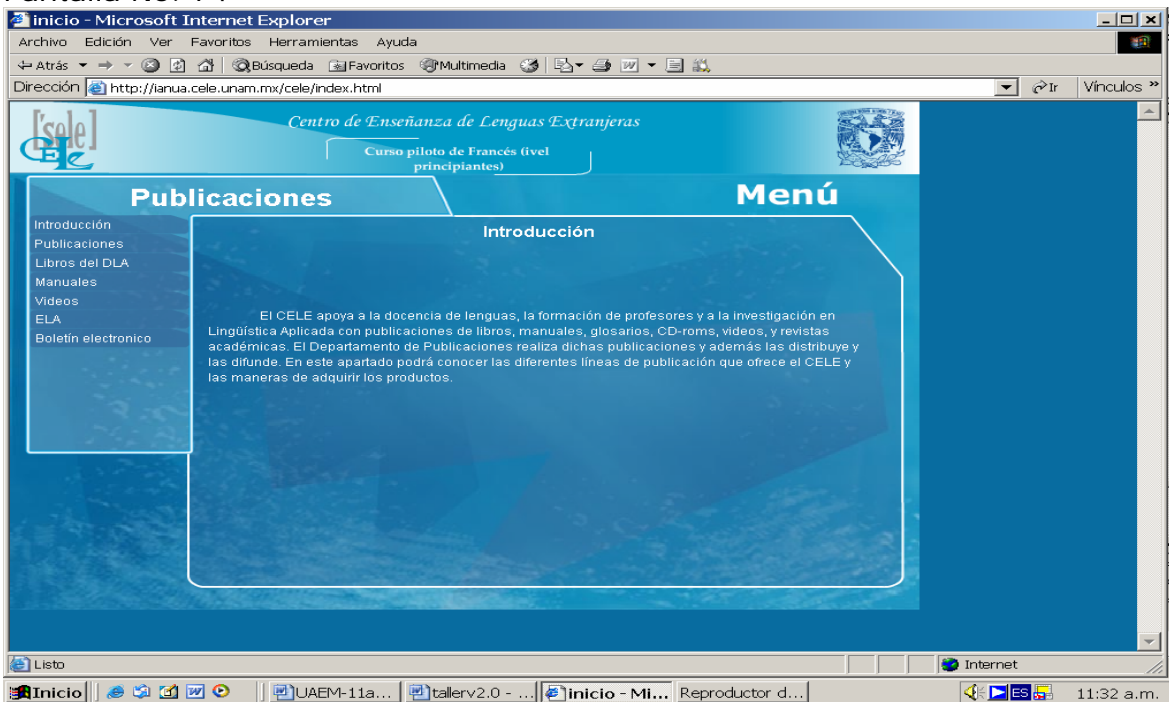 inicio - Microsoft Internet Explorer
Archivo Edición Ver Favoritos Herramientas Ayuda
Atrás Búsqueda Favoritos Multimedia
Dirección http://ianua.cele.unam.mx/cele/index.html Ir Vínculos »
['sele]
CELE
Centro de Enseñanza de Lenguas Extranjeras
Curso piloto de Francés (ivel
principiantes)
Publicaciones
Menú
Introducción
Publicaciones
Libros del DLA
Manuales
Videos
ELA
Boletín electronico
Introducción
El CELE apoya a la docencia de lenguas, la formación de profesores y a la investigación en
Lingüística Aplicada con publicaciones de libros, manuales, glosarios, CD-roms, videos, y revistas
académicas. El Departamento de Publicaciones realiza dichas publicaciones y además las distribuye y
las difunde. En este apartado podrá conocer las diferentes líneas de publicación que ofrece el CELE y
las maneras de adquirir los productos.
Listo Internet
Inicio UAEM-11a... tallerv2.0 - ... inicio - Mi... Reproductor d... ES 11:32 a.m.